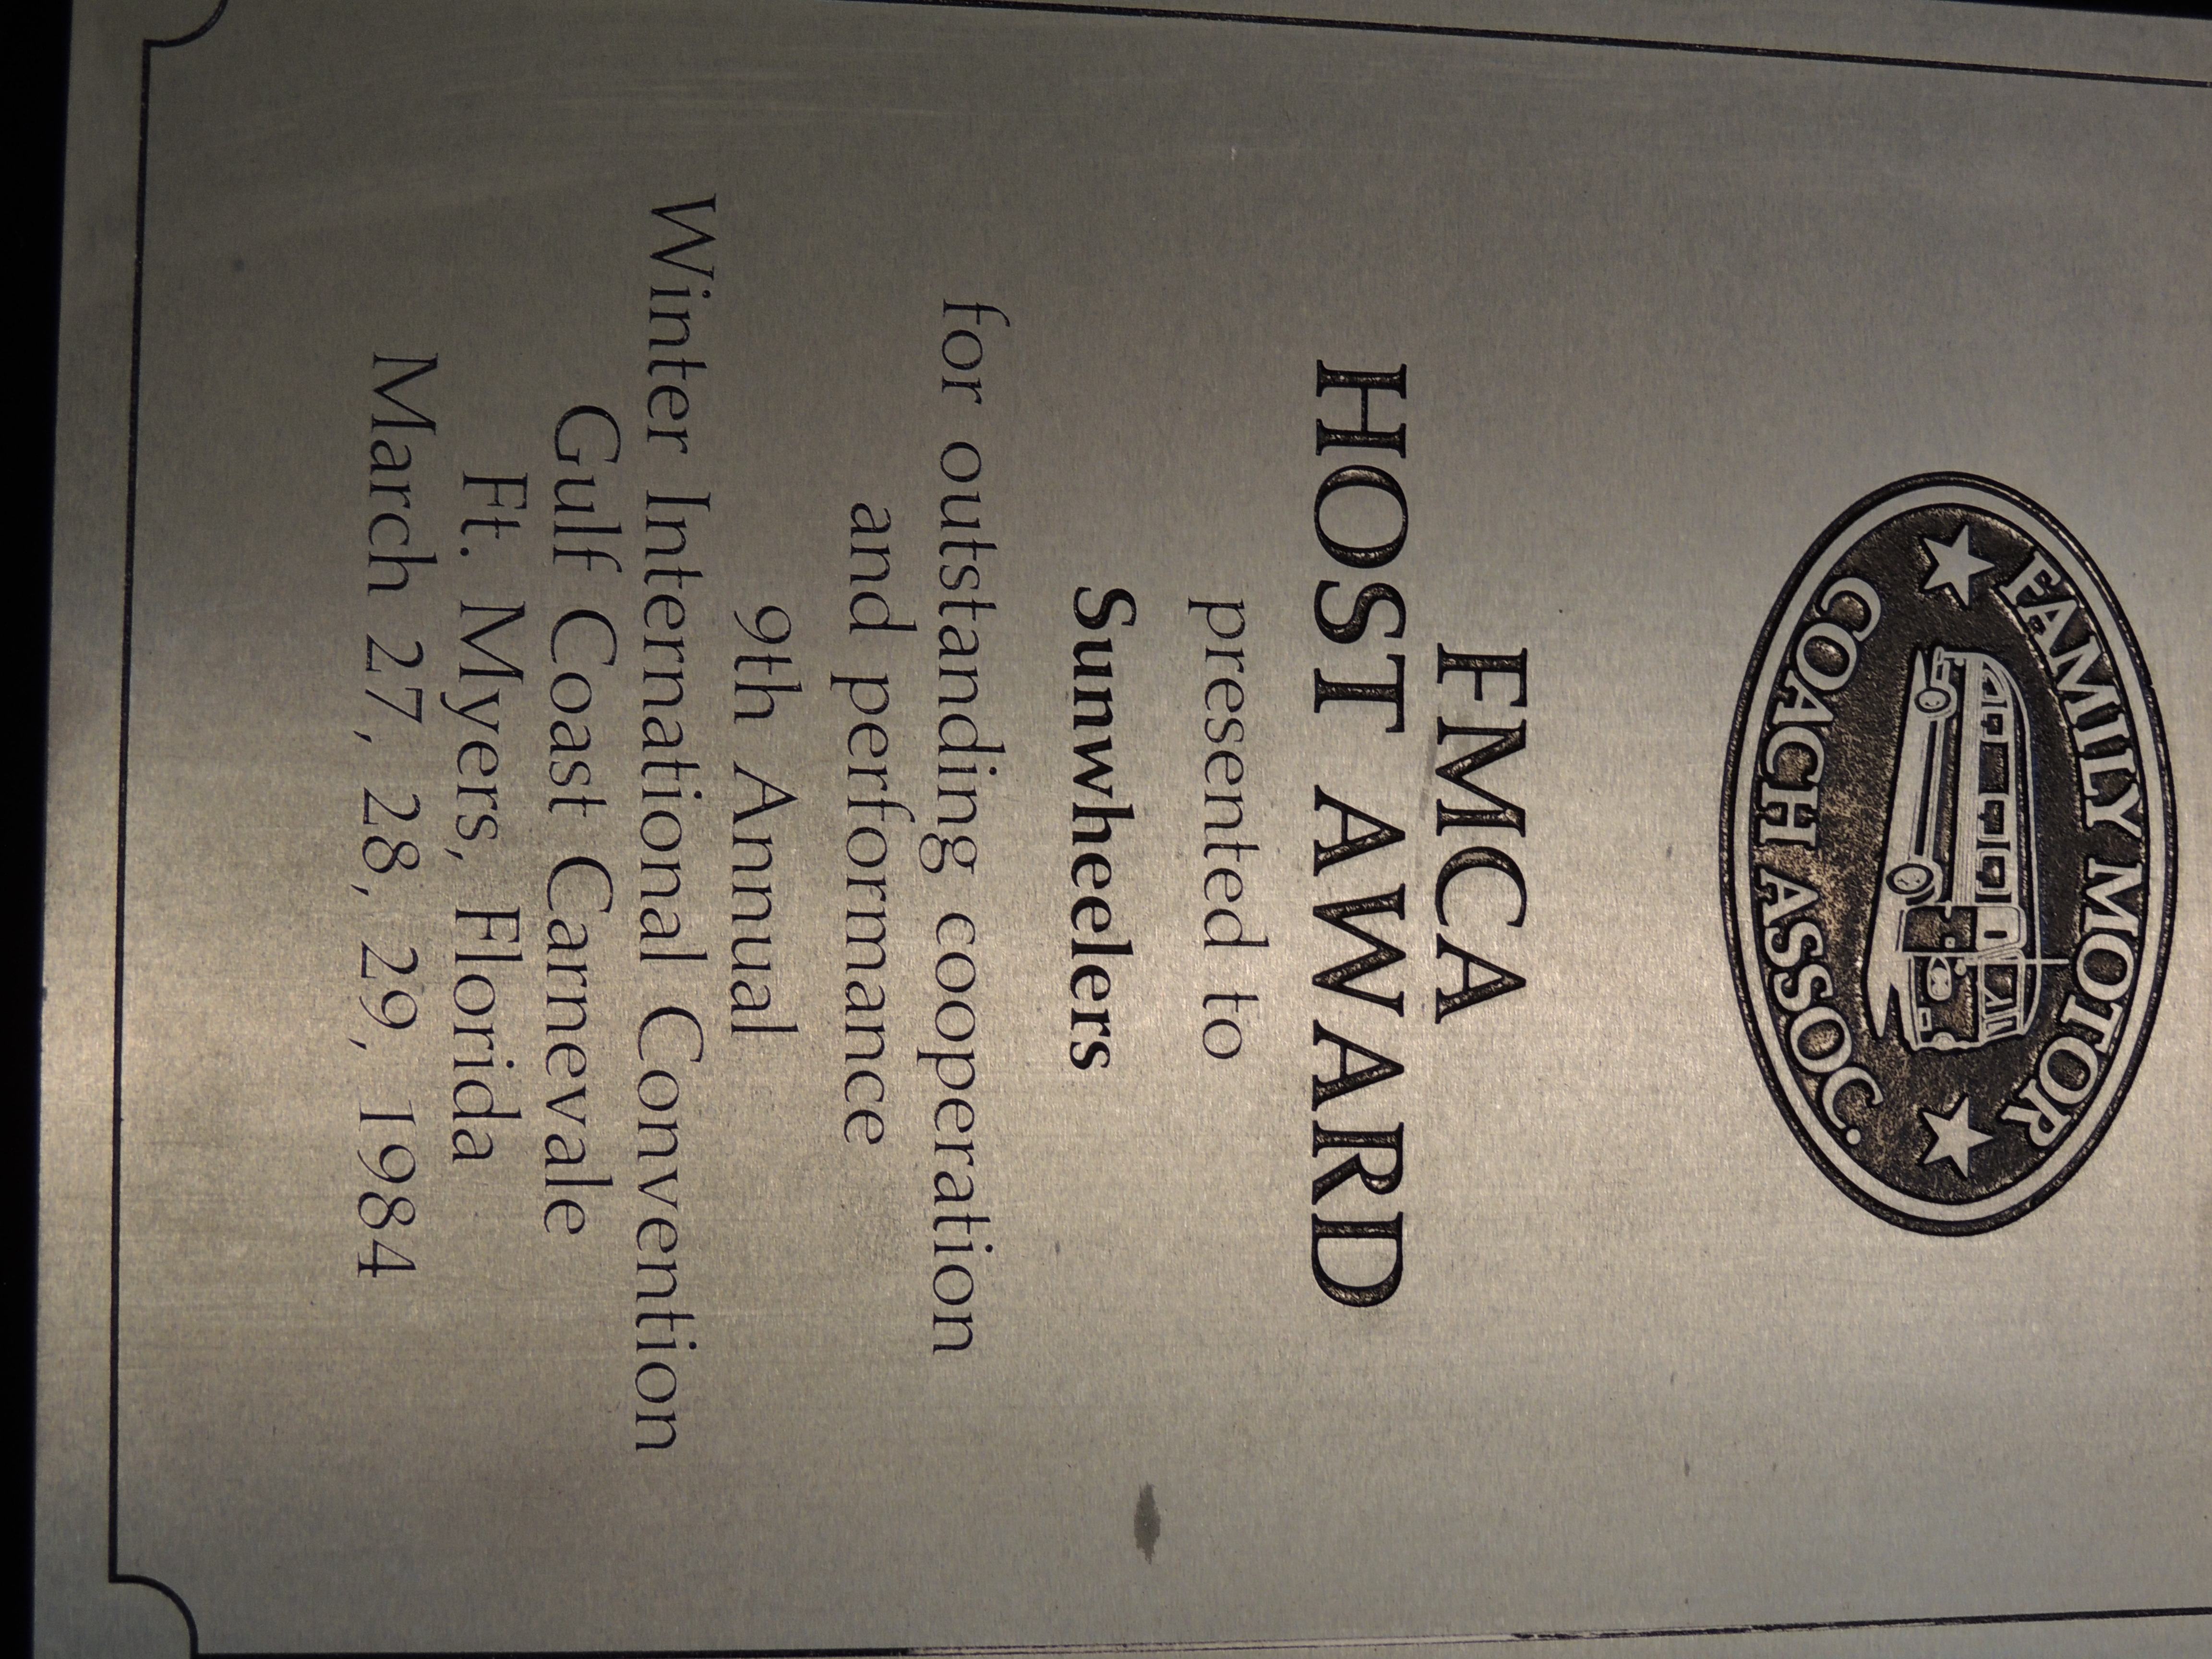 FAMILY MOTOR
COACH ASSOC.
FMCA
HOST AWARD
presented to
Sunwheelers
for outstanding cooperation
and performance
9th Annual
Winter International Convention
Gulf Coast Carnevale
Ft. Myers, Florida
March 27, 28, 29, 1984